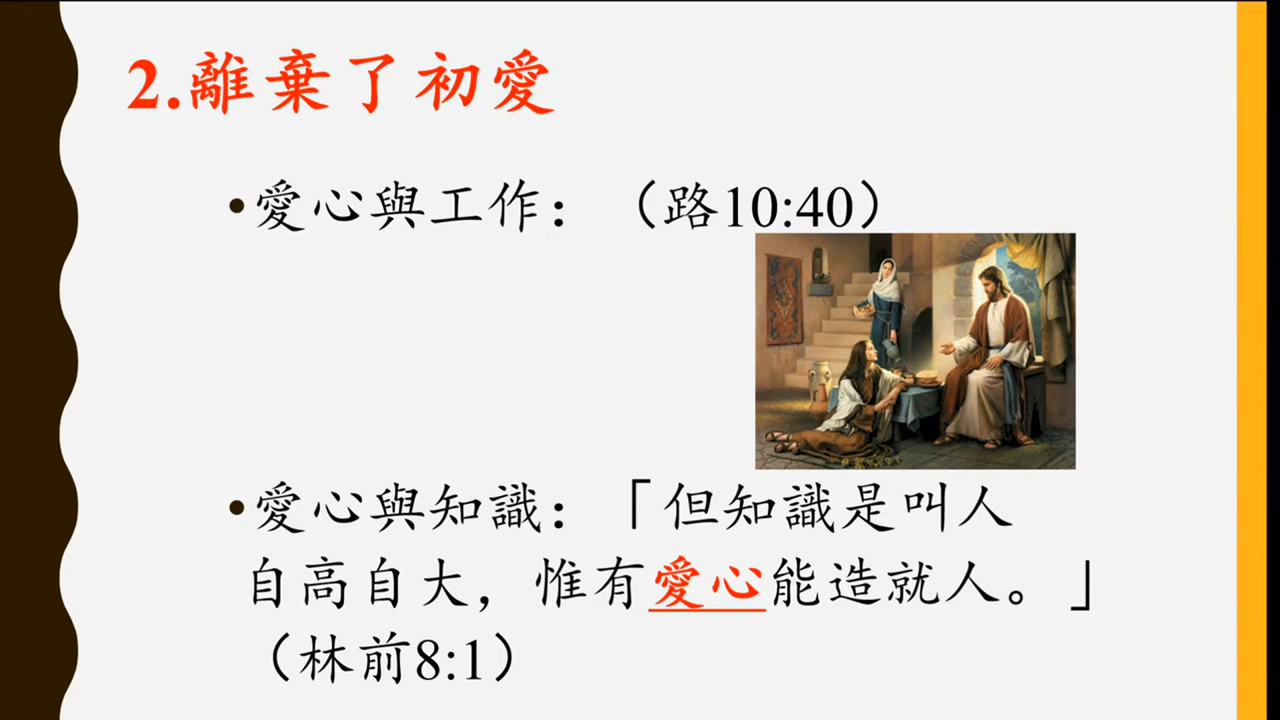 2.離棄了初愛
•愛心與工作：（路10:40）
•愛心與知識：「但知識是叫人
自高自大，惟有愛心能造就人。」
（林前8:1）